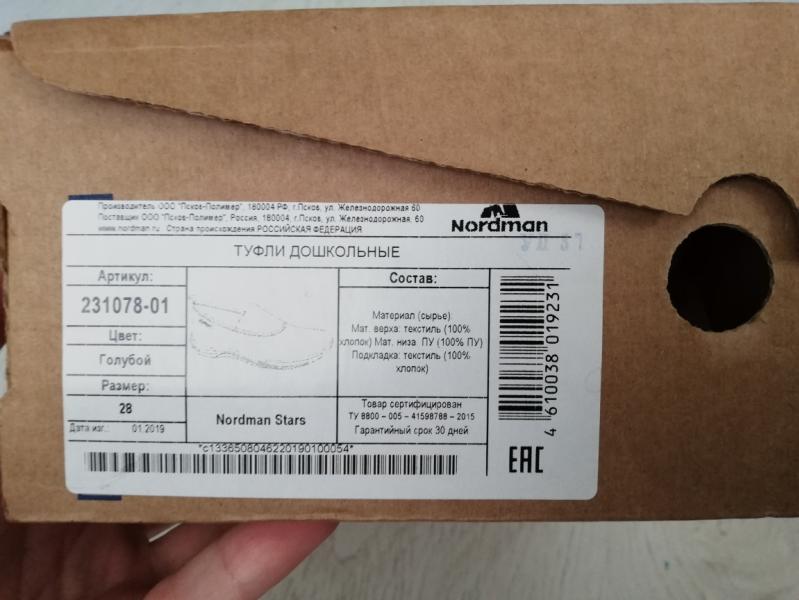 Производитель ООО "Псков-Полимер", 180004 РФ, г.Псков, ул. Железнодорожная 60
Поставщик ООО "Псков-Полимер", Россия, 180004, г.Псков, ул. Железнодорожная, 60
www.nordman.ru Страна происхождения РОССИЙСКАЯ ФЕДЕРАЦИЯ
Nordman
ТУФЛИ ДОШКОЛЬНЫЕ
Артикул:
231078-01
Цвет:
Голубой
Размер:
28
Дата изг.: 01.2019
Nordman Stars
Состав:
Материал (сырье):
Мат. верха: текстиль (100%
хлопок) Мат. низа: ПУ (100% ПУ)
Подкладка: текстиль (100%
хлопок)
Товар сертифицирован
ТУ 8800 – 005 – 41598788 – 2015
Гарантийный срок 30 дней
*c1336508046220190100054*
4 610038 019231
EAC